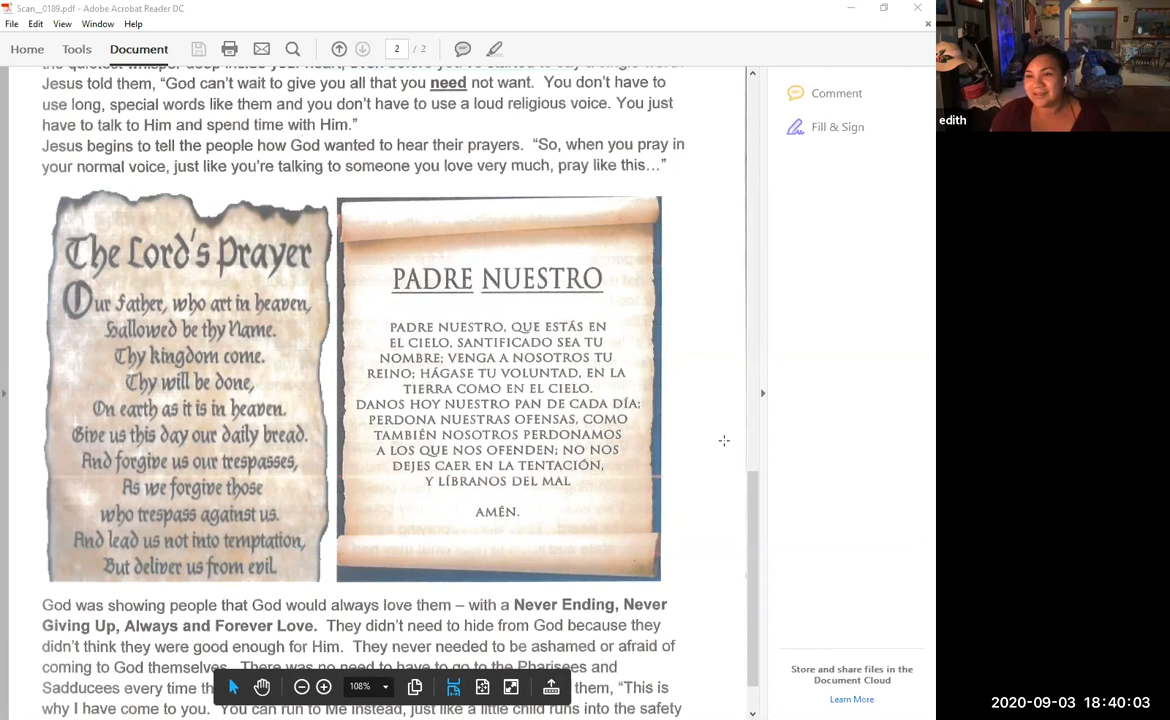 Scan__0189.pdf - Adobe Acrobat Reader DC
File Edit View Window Help
Home Tools Document 2 / 2
Jesus told them, “God can’t wait to give you all that you need not want. You don’t have to
use long, special words like them and you don’t have to use a loud religious voice. You just
have to talk to Him and spend time with Him.”
Jesus begins to tell the people how God wanted to hear their prayers. “So, when you pray in
your normal voice, just like you’re talking to someone you love very much, pray like this…”
The Lord's Prayer
Our Father, who art in heaven,
Hallowed be thy Name.
Thy kingdom come.
Thy will be done,
On earth as it is in heaven.
Give us this day our daily bread.
And forgive us our trespasses,
As we forgive those
who trespass against us.
And lead us not into temptation,
But deliver us from evil.
PADRE NUESTRO
PADRE NUESTRO, QUE ESTÁS EN
EL CIELO, SANTIFICADO SEA TU
NOMBRE; VENGA A NOSOTROS TU
REINO; HÁGASE TU VOLUNTAD, EN LA
TIERRA COMO EN EL CIELO.
DANOS HOY NUESTRO PAN DE CADA DÍA;
PERDONA NUESTRAS OFENSAS, COMO
TAMBIÉN NOSOTROS PERDONAMOS
A LOS QUE NOS OFENDEN; NO NOS
DEJES CAER EN LA TENTACIÓN,
Y LÍBRANOS DEL MAL
AMÉN.
God was showing people that God would always love them – with a Never Ending, Never
Giving Up, Always and Forever Love. They didn’t need to hide from God because they
didn’t think they were good enough for Him. They never needed to be ashamed or afraid of
coming to God themselves. There was no need to have to go to the Pharisees and
Sadducees every time th them, “This is
why I have come to you. You can run to Me instead, just like a little child runs into the safety
108%
Comment
Fill & Sign
Store and share files in the
Document Cloud
Learn More
edith
2020-09-03 18:40:03